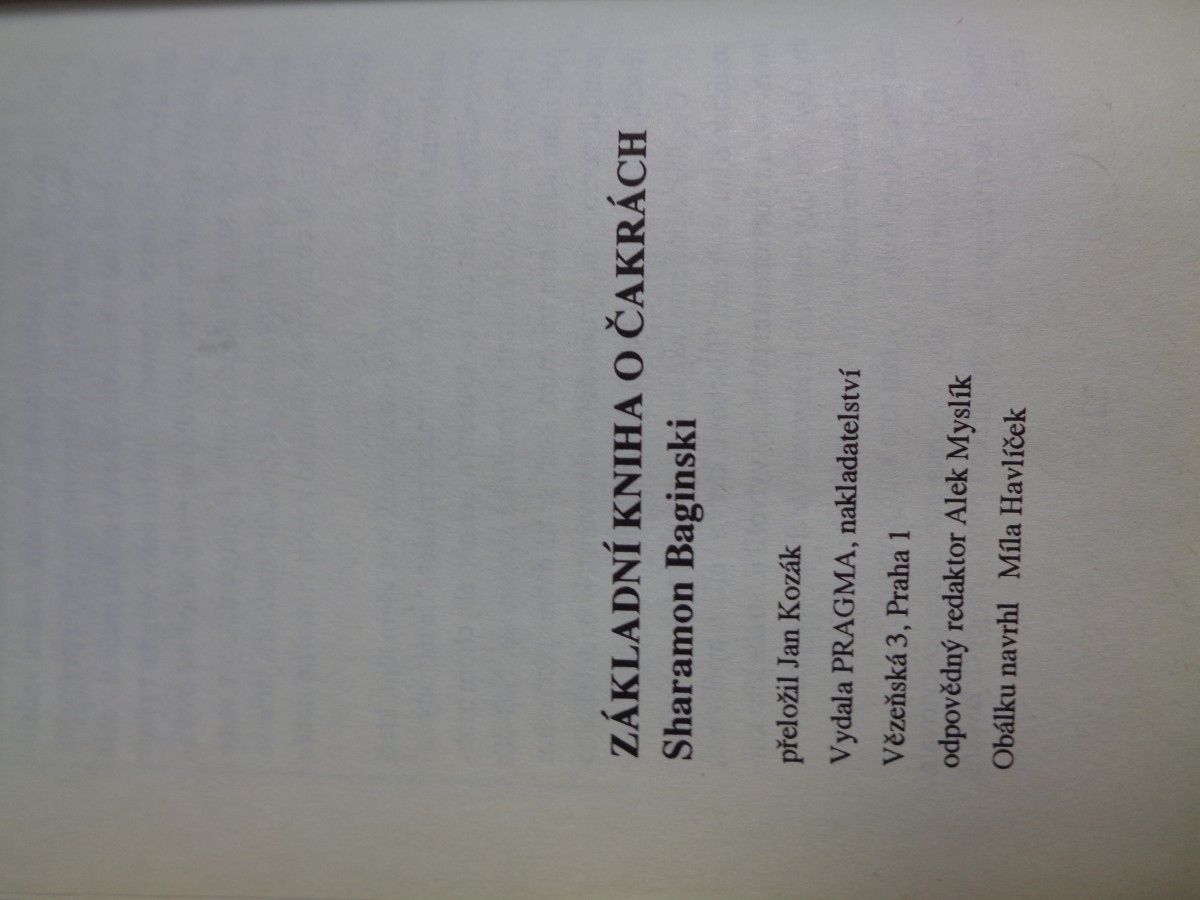 ZÁKLADNÍ KNIHA O ČAKRÁCH
Sharamon Baginski
přeložil Jan Kozák
Vydala PRAGMA, nakladatelství
Vězeňská 3, Praha 1
odpovědný redaktor Alek Myslík
Obálku navrhl Míla Havlíček